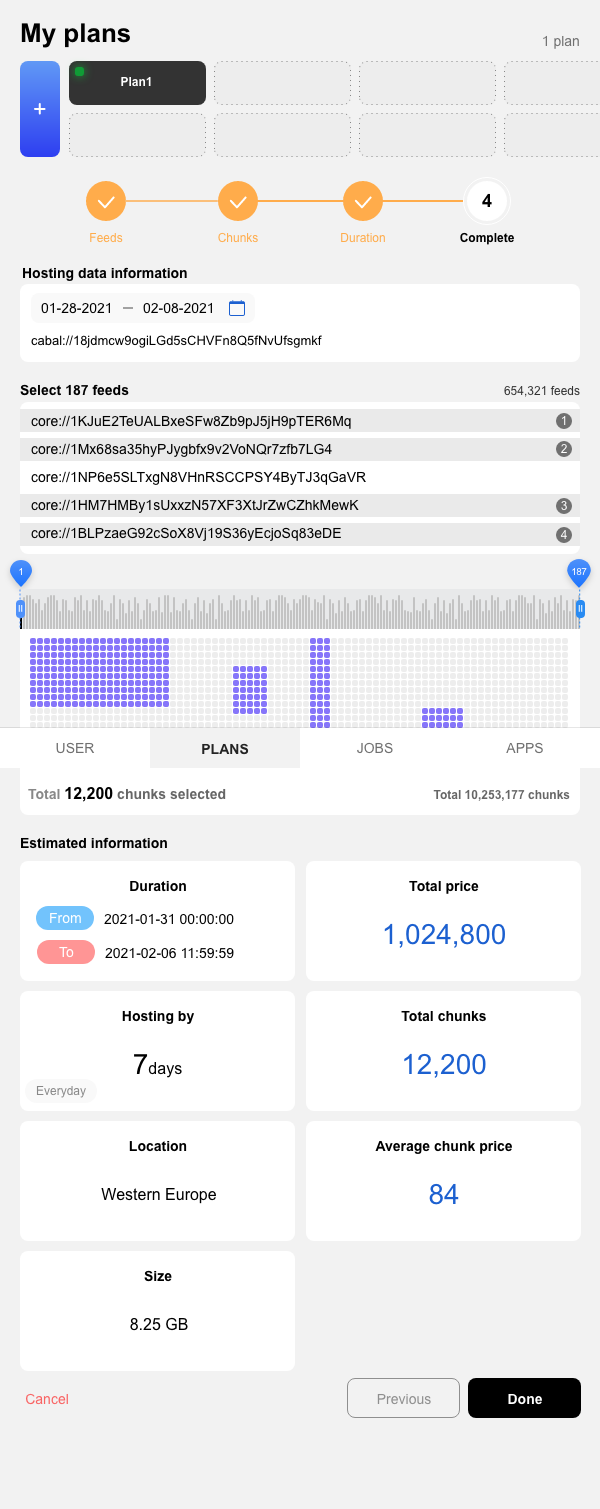 My plans
1 plan
+
Plan1
4
Feeds
Chunks
Duration
Complete
Hosting data information
01-28-2021 — 02-08-2021
cabal://18jdmcw9ogiLGd5sCHVFn8Q5fNvUfsgmkf
Select 187 feeds
654,321 feeds
core://1KJuE2TeUALBxeSFw8Zb9pJ5jH9pTER6Mq 1
core://1Mx68sa35hyPJygbfx9v2VoNQr7zfb7LG4 2
core://1NP6e5SLTxgN8VHnRSCCPSY4ByTJ3qGaVR
core://1HM7HMBy1sUxxzN57XF3XtJrZwCZhkMewK 3
core://1BLPzaeG92cSoX8Vj19S36yEcjoSq83eDE 4
1
187
USER
PLANS
JOBS
APPS
Total 12,200 chunks selected
Total 10,253,177 chunks
Estimated information
Duration
From 2021-01-31 00:00:00
To 2021-02-06 11:59:59
Total price
1,024,800
Hosting by
7days
Everyday
Total chunks
12,200
Location
Western Europe
Average chunk price
84
Size
8.25 GB
Cancel
Previous
Done